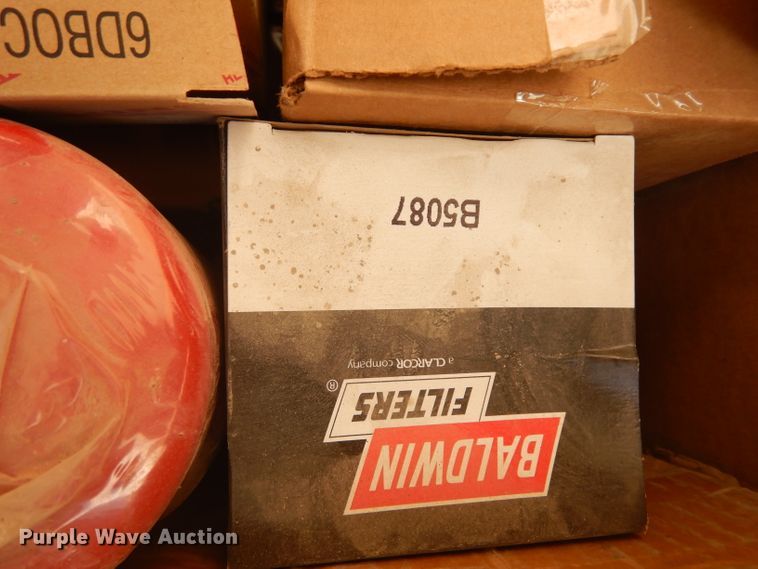 6DBOC
B5087
a CLARCOR company
BALDWIN
FILTERS®
Purple Wave Auction